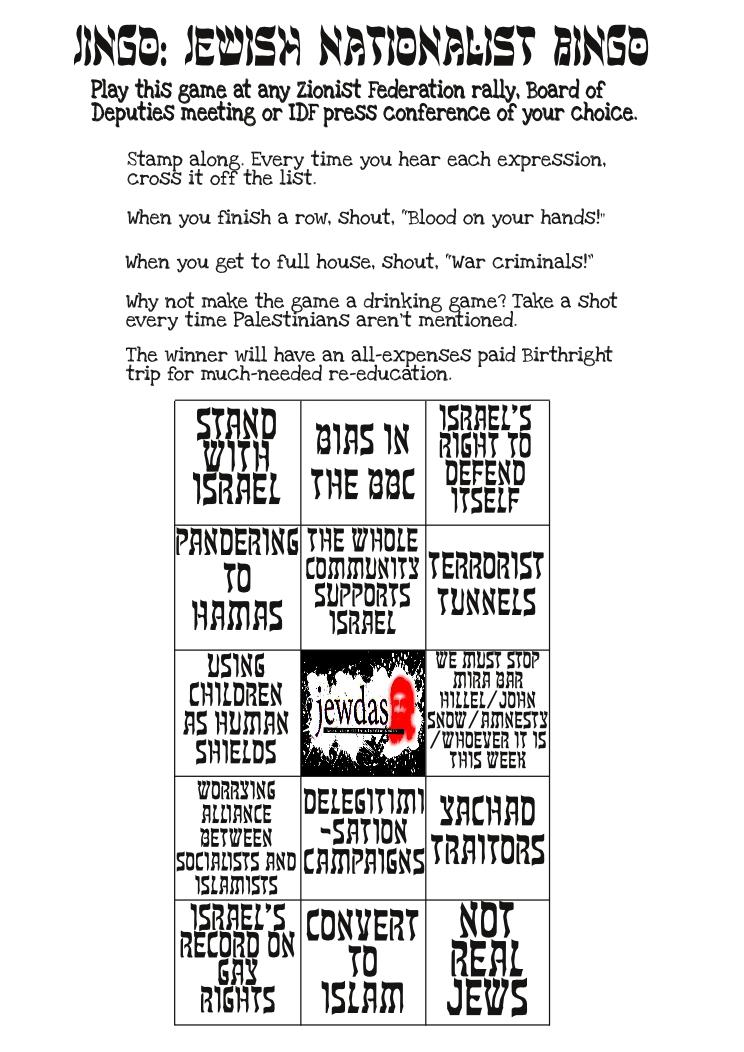 JINGO: JEWISH NATIONALIST BINGO
Play this game at any Zionist Federation rally, Board of
Deputies meeting or IDF press conference of your choice.
Stamp along. Every time you hear each expression,
cross it off the list.
When you finish a row, shout, "Blood on your hands!"
When you get to full house, shout, "War criminals!"
Why not make the game a drinking game? Take a shot
every time Palestinians aren't mentioned.
The winner will have an all-expenses paid Birthright
trip for much-needed re-education.
STAND
WITH
ISRAEL
BIAS IN
THE BBC
ISRAEL'S
RIGHT TO
DEFEND
ITSELF
PANDERING
TO
HAMAS
THE WHOLE
COMMUNITY
SUPPORTS
ISRAEL
TERRORIST
TUNNELS
USING
CHILDREN
AS HUMAN
SHIELDS
jewdas
WE MUST STOP
MIRA BAR
HILLEL/JOHN
SNOW/AMNESTY
/WHOEVER IT IS
THIS WEEK
WORRYING
ALLIANCE
BETWEEN
SOCIALISTS AND
ISLAMISTS
DELEGITIMI
-SATION
CAMPAIGNS
YACHAD
TRAITORS
ISRAEL'S
RECORD ON
GAY
RIGHTS
CONVERT
TO
ISLAM
NOT
REAL
JEWS